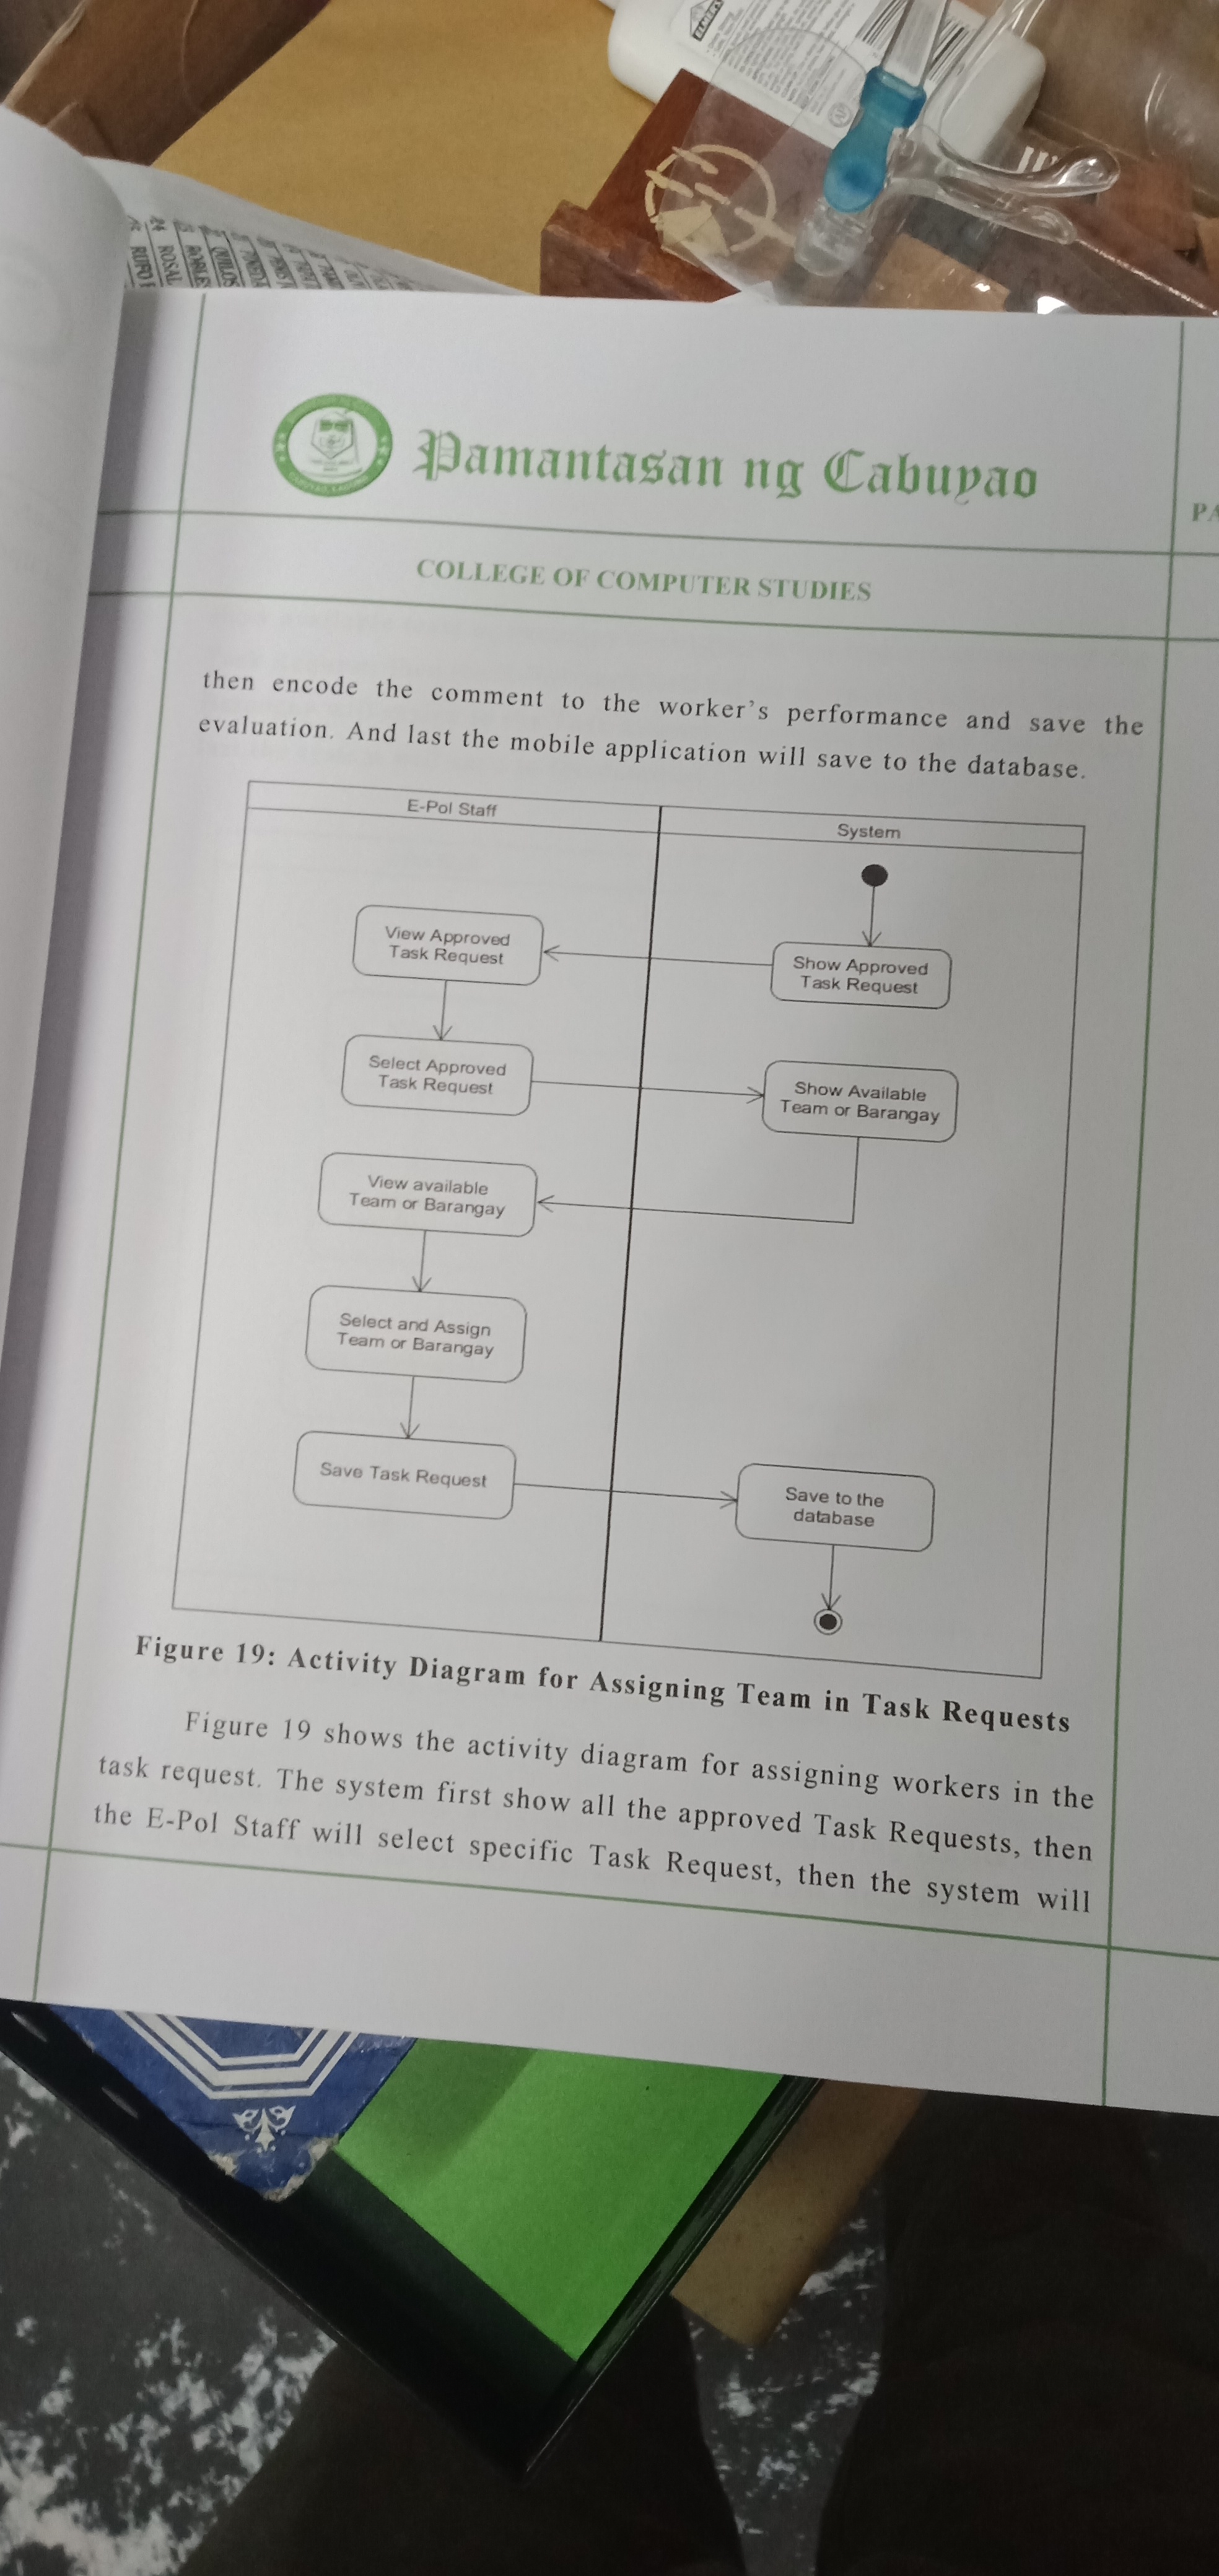 ELMER'S
ROSAL
Pamantasan ng Cabuyao
PA
COLLEGE OF COMPUTER STUDIES
then encode the comment to the worker's performance and save the
evaluation. And last the mobile application will save to the database.
E-Pol Staff
System
View Approved
Task Request
Show Approved
Task Request
Select Approved
Task Request
Show Available
Team or Barangay
View available
Team or Barangay
Select and Assign
Team or Barangay
Save Task Request
Save to the
database
Figure 19: Activity Diagram for Assigning Team in Task Requests
Figure 19 shows the activity diagram for assigning workers in the
task request. The system first show all the approved Task Requests, then
the E-Pol Staff will select specific Task Request, then the system will